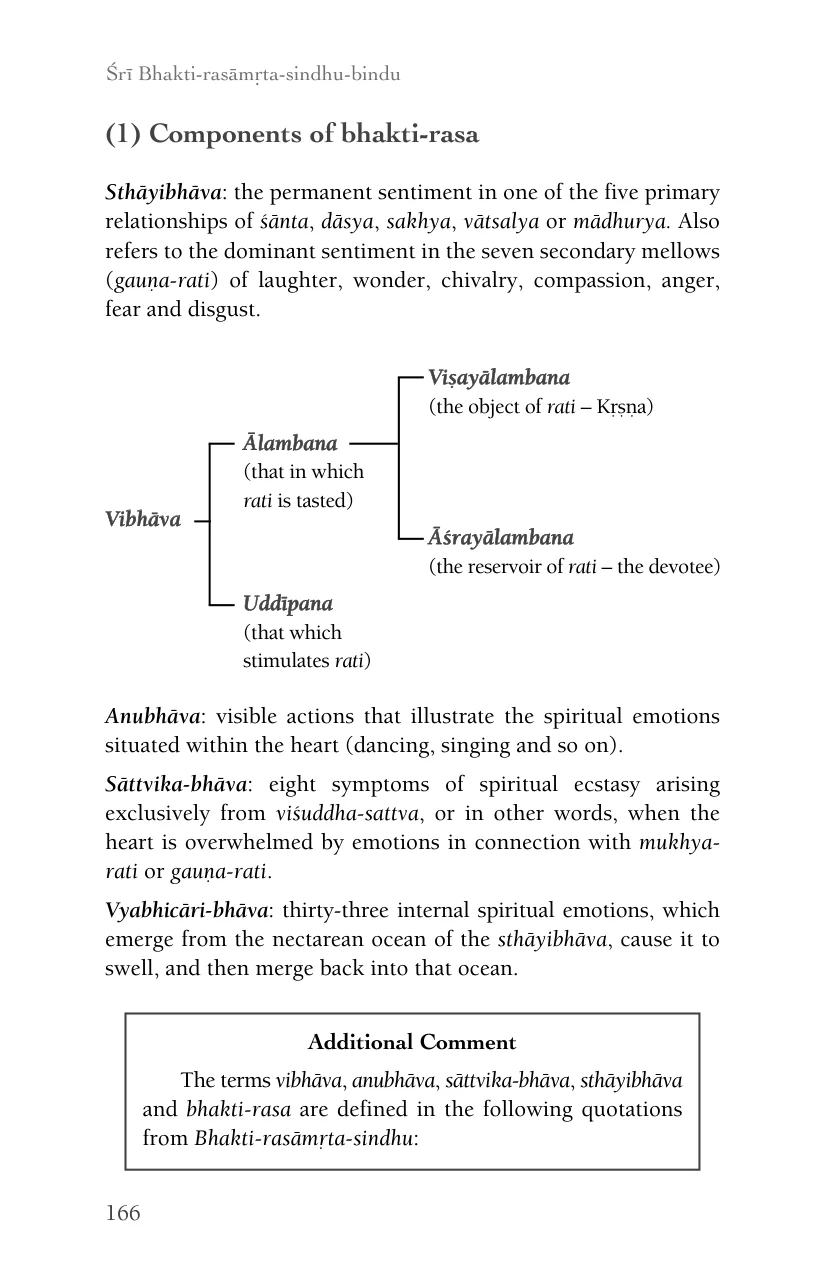 Śrī Bhakti-rasāmṛta-sindhu-bindu
(1) Components of bhakti-rasa
Sthāyibhāva: the permanent sentiment in one of the five primary
relationships of śānta, dāsya, sakhya, vātsalya or mādhurya. Also
refers to the dominant sentiment in the seven secondary mellows
(gauṇa-rati) of laughter, wonder, chivalry, compassion, anger,
fear and disgust.
Vibhāva
Ālambana
(that in which
rati is tasted)
Viṣayālambana
(the object of rati – Kṛṣṇa)
Āśrayālambana
(the reservoir of rati – the devotee)
Uddīpana
(that which
stimulates rati)
Anubhāva: visible actions that illustrate the spiritual emotions
situated within the heart (dancing, singing and so on).
Sāttvika-bhāva: eight symptoms of spiritual ecstasy arising
exclusively from viśuddha-sattva, or in other words, when the
heart is overwhelmed by emotions in connection with mukhya-
rati or gauṇa-rati.
Vyabhicāri-bhāva: thirty-three internal spiritual emotions, which
emerge from the nectarean ocean of the sthāyibhāva, cause it to
swell, and then merge back into that ocean.
Additional Comment
The terms vibhāva, anubhāva, sāttvika-bhāva, sthāyibhāva
and bhakti-rasa are defined in the following quotations
from Bhakti-rasāmṛta-sindhu:
166